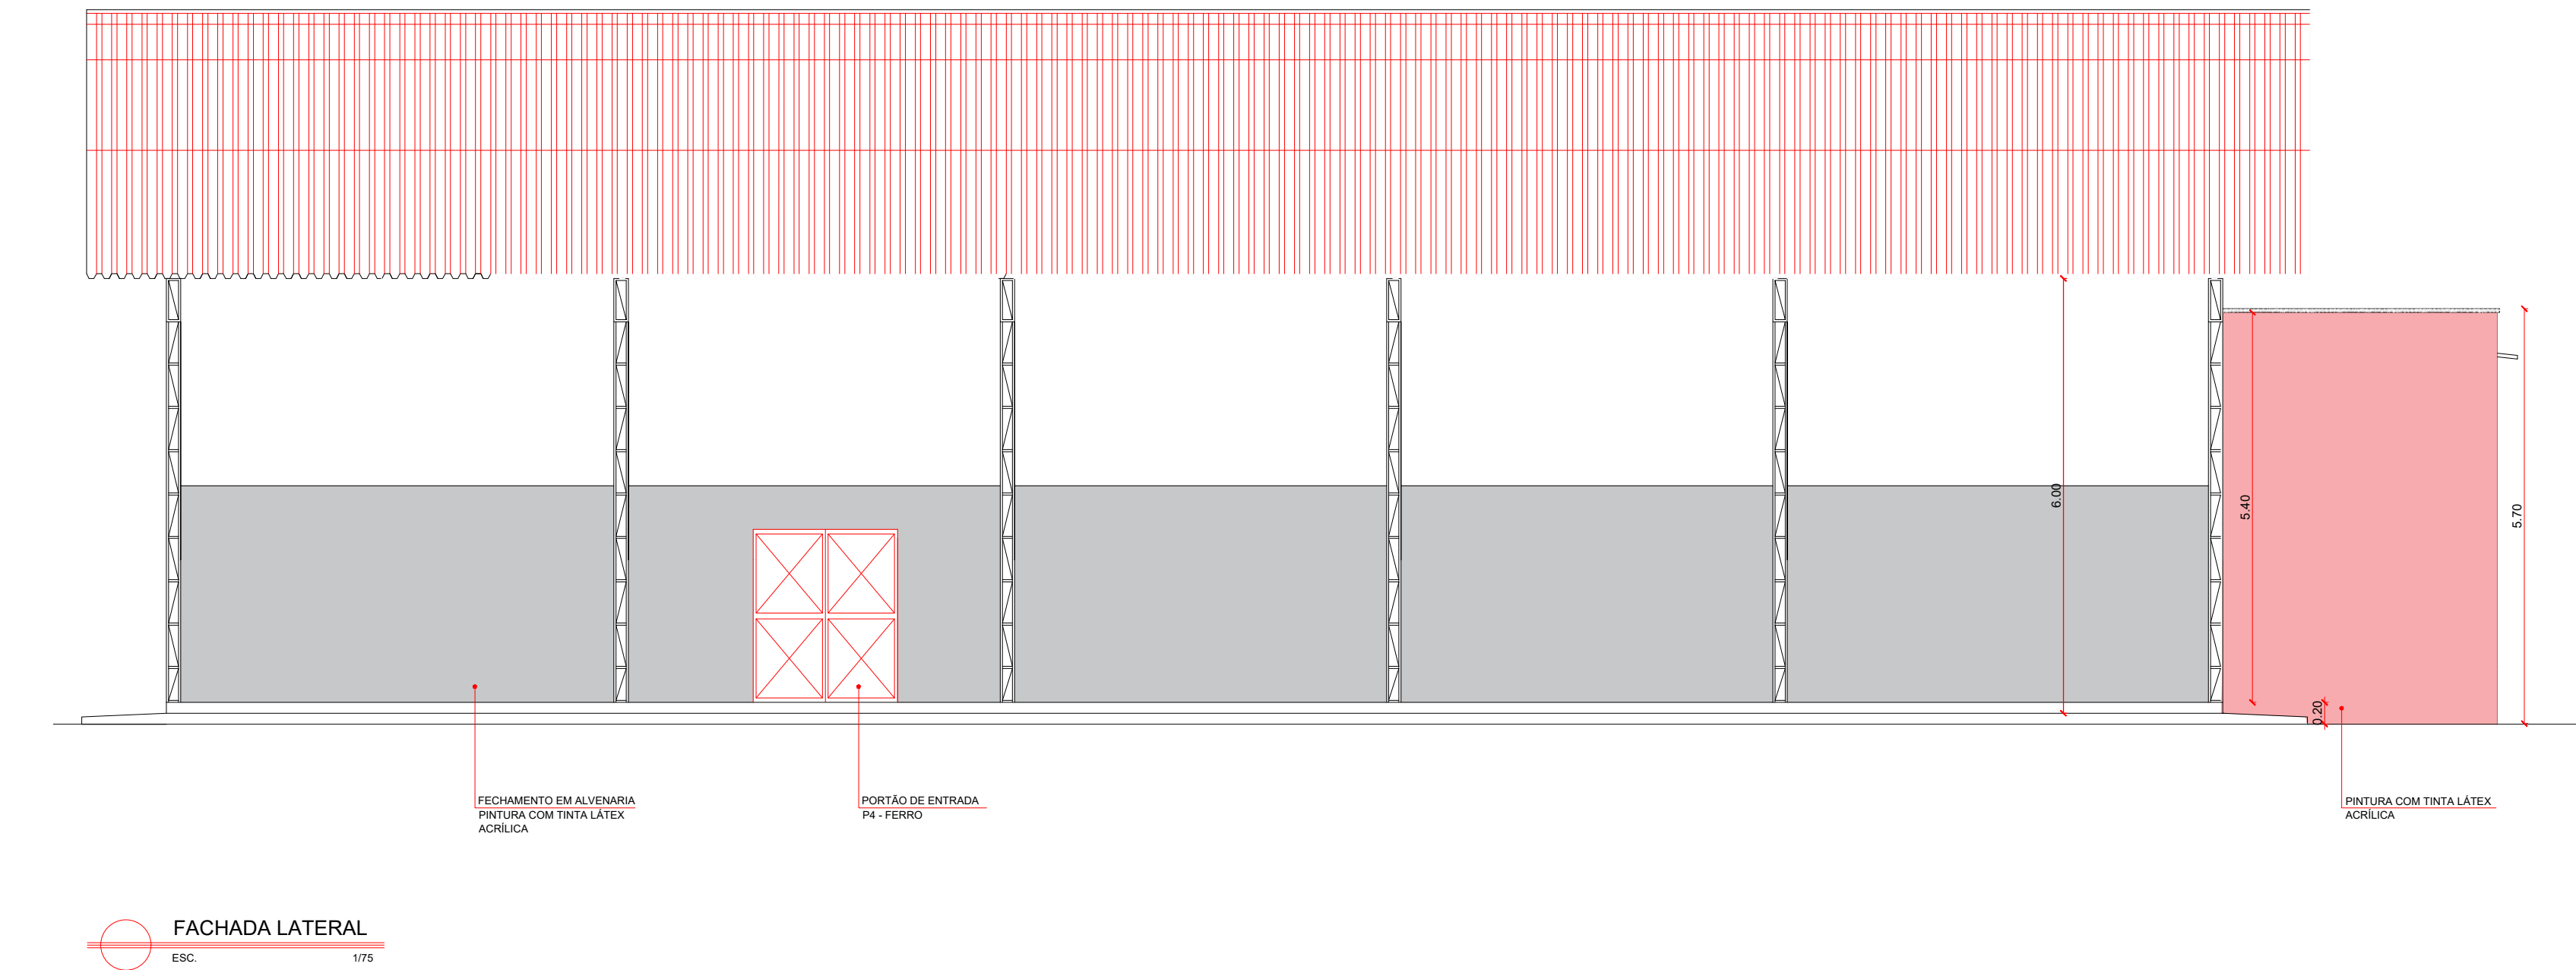 6.00
5.40
5.70
0.20
FECHAMENTO EM ALVENARIA
PINTURA COM TINTA LÁTEX
ACRÍLICA
PORTÃO DE ENTRADA
P4 - FERRO
PINTURA COM TINTA LÁTEX
ACRÍLICA
FACHADA LATERAL
ESC. 1/75